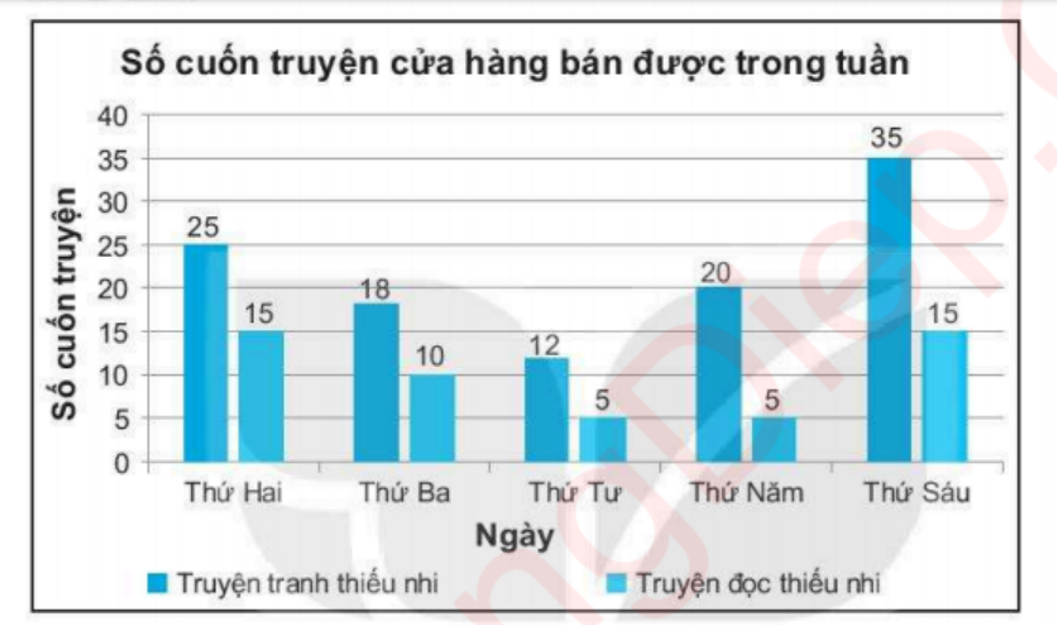 Số cuốn truyện cửa hàng bán được trong tuần
Số cuốn truyện
40
35
30
25
20
15
10
5
0
25
15
18
10
12
5
20
5
35
15
Thứ Hai
Thứ Ba
Thứ Tư
Thứ Năm
Thứ Sáu
Ngày
Truyện tranh thiếu nhi
Truyện đọc thiếu nhi